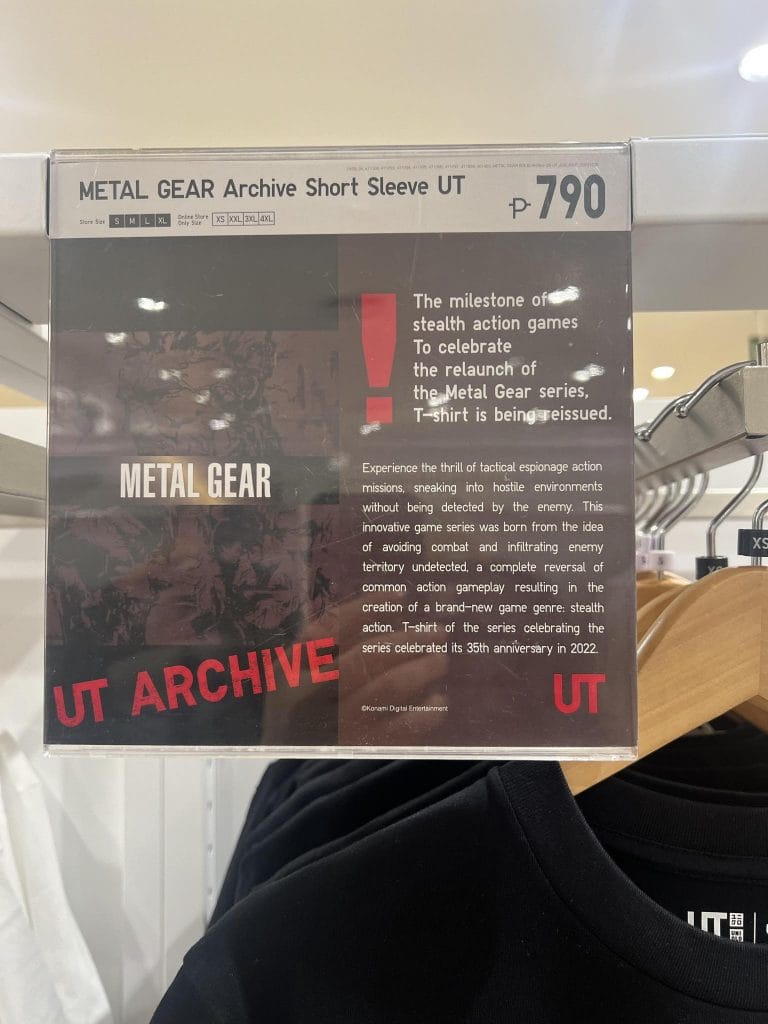 METAL GEAR Archive Short Sleeve UT
₱790
Store Size S M L XL Online Store Only Size XS XXL 3XL 4XL
!
The milestone of
stealth action games
To celebrate
the relaunch of
the Metal Gear series,
T-shirt is being reissued.
METAL GEAR
Experience the thrill of tactical espionage action
missions, sneaking into hostile environments
without being detected by the enemy. This
innovative game series was born from the idea
of avoiding combat and infiltrating enemy
territory undetected, a complete reversal of
common action gameplay resulting in the
creation of a brand-new game genre: stealth
action. T-shirt of the series celebrating the
series celebrated its 35th anniversary in 2022.
UT ARCHIVE
UT
©Konami Digital Entertainment
XS
XS
UT